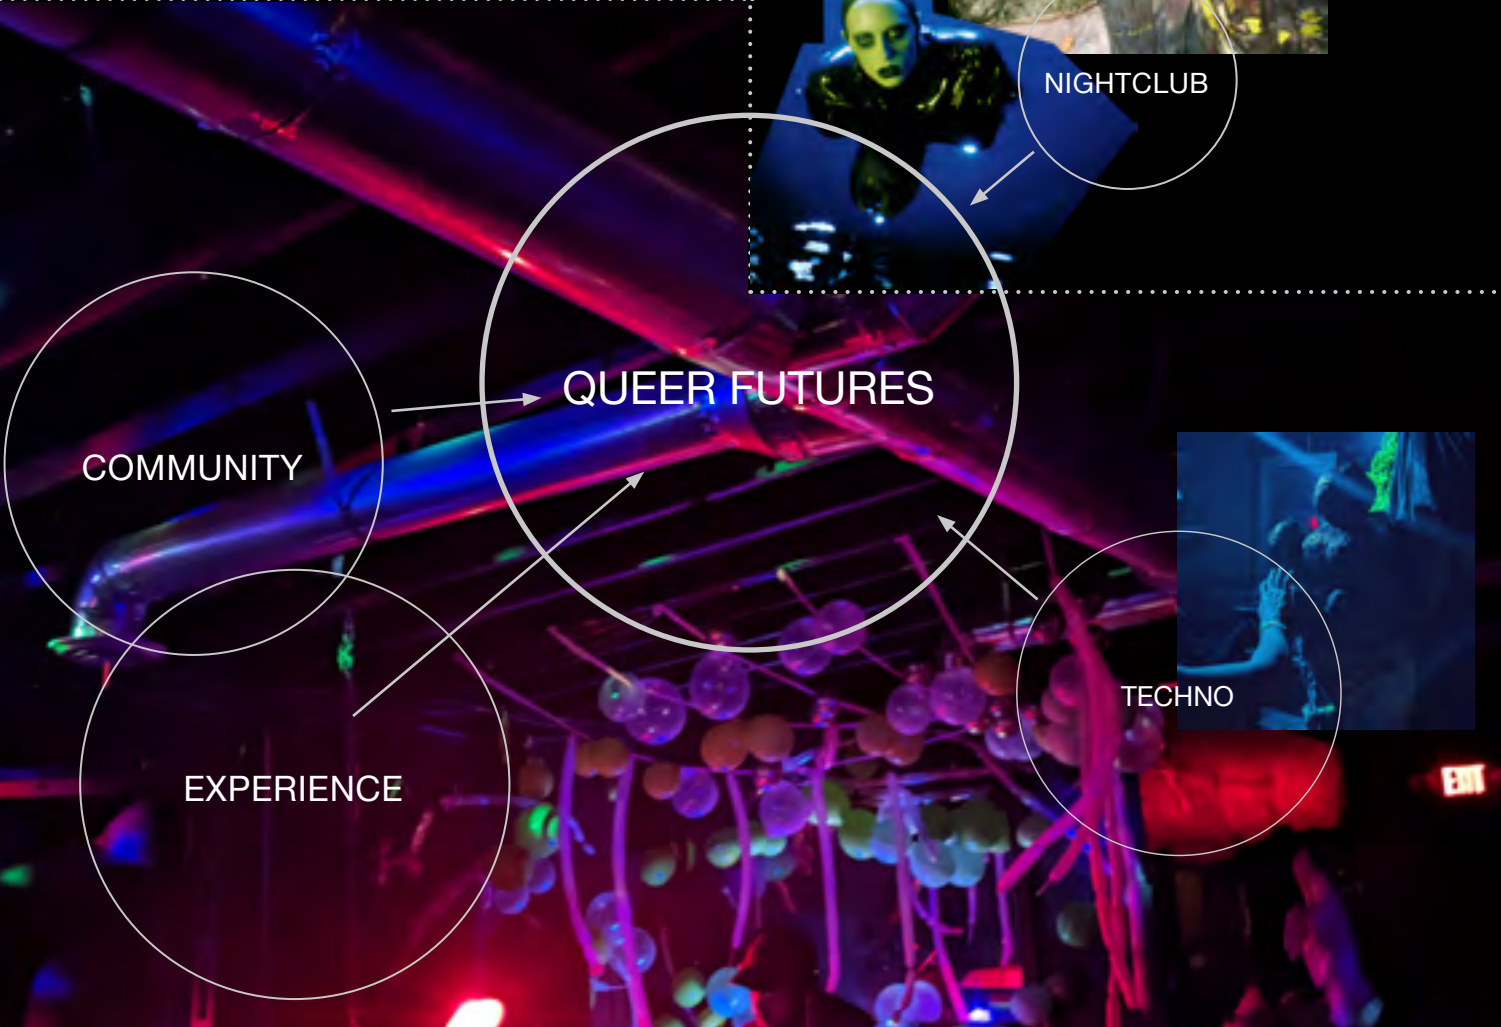 NIGHTCLUB
QUEER FUTURES
COMMUNITY
TECHNO
EXPERIENCE
EXIT